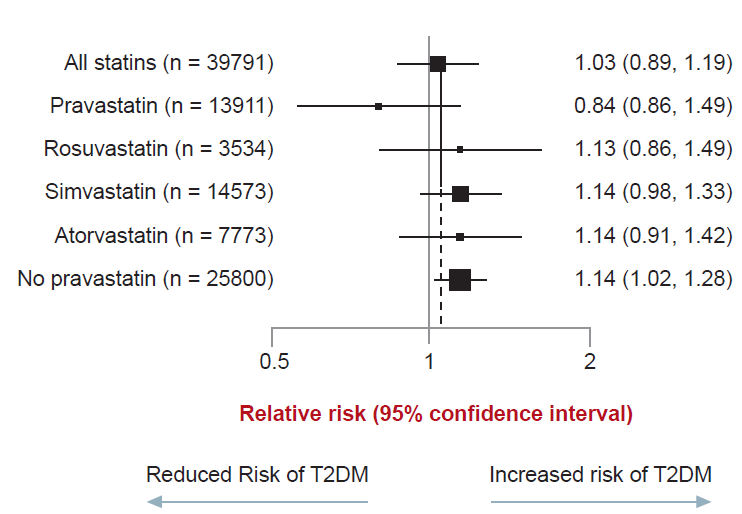 All statins (n = 39791) 1.03 (0.89, 1.19)
Pravastatin (n = 13911) 0.84 (0.86, 1.49)
Rosuvastatin (n = 3534) 1.13 (0.86, 1.49)
Simvastatin (n = 14573) 1.14 (0.98, 1.33)
Atorvastatin (n = 7773) 1.14 (0.91, 1.42)
No pravastatin (n = 25800) 1.14 (1.02, 1.28)
0.5 1 2
Relative risk (95% confidence interval)
Reduced Risk of T2DM Increased risk of T2DM